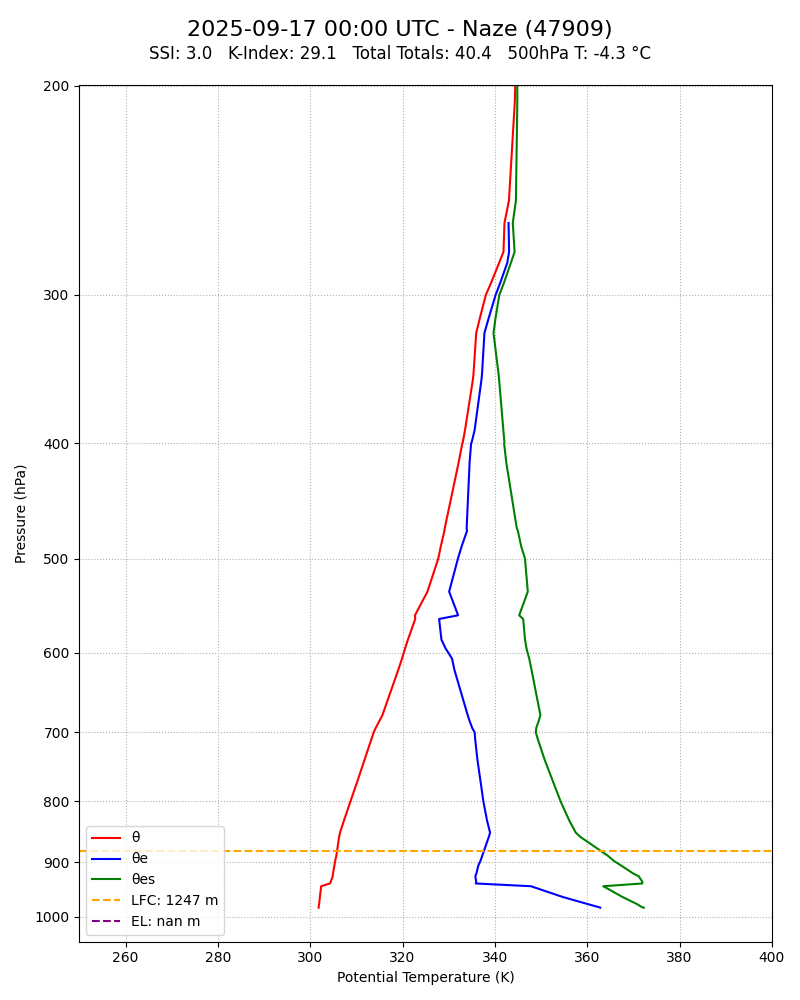 2025-09-17 00:00 UTC - Naze (47909)
SSI: 3.0   K-Index: 29.1   Total Totals: 40.4   500hPa T: -4.3 °C
200
300
400
500
600
700
800
900
1000
Pressure (hPa)
θ
θe
θes
LFC: 1247 m
EL: nan m
260 280 300 320 340 360 380 400
Potential Temperature (K)